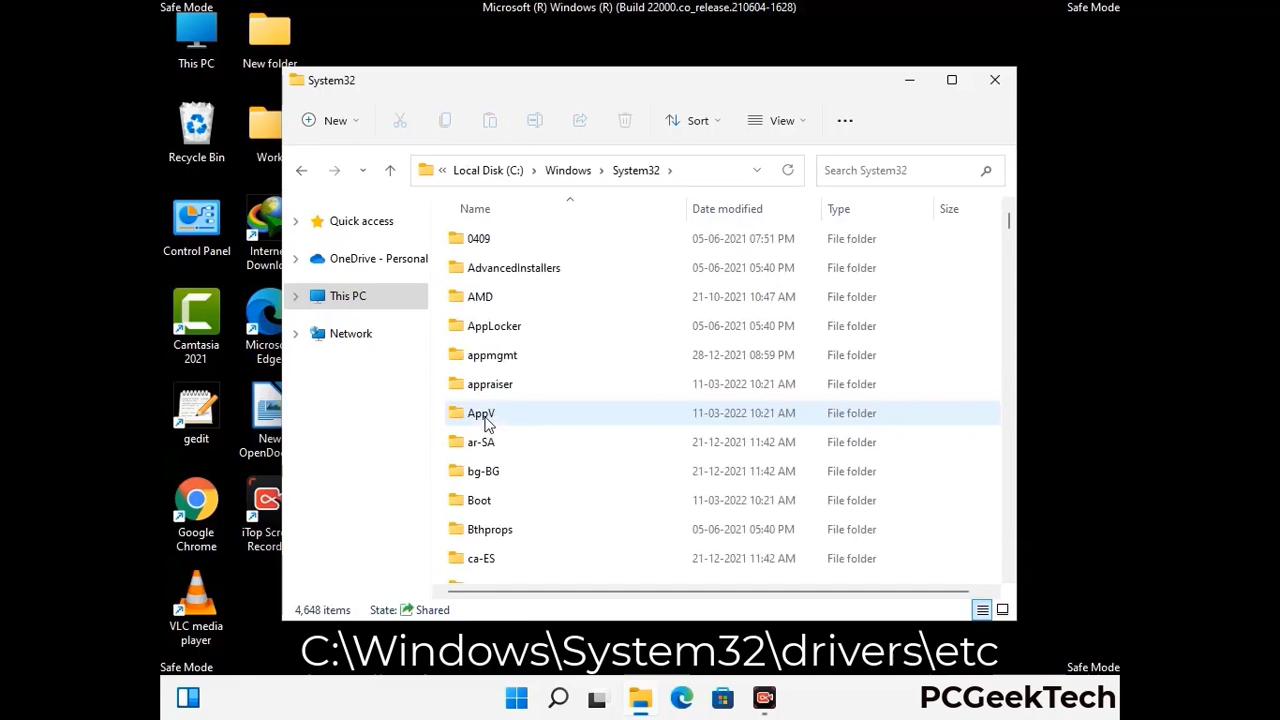 Safe Mode
Microsoft (R) Windows (R) (Build 22000.co_release.210604-1628)
Safe Mode
This PC
New folder
Recycle Bin
Work
Control Panel
Internet
Downlo
Camtasia
2021
Micros
Edge
gedit
New
OpenDoc
Google
Chrome
iTop Scre
Record
VLC media
player
System32
New
Sort
View
Local Disk (C:)
Windows
System32
Search System32
Quick access
OneDrive - Personal
This PC
Network
Name Date modified Type Size
0409 05-06-2021 07:51 PM File folder
AdvancedInstallers 05-06-2021 05:40 PM File folder
AMD 21-10-2021 10:47 AM File folder
AppLocker 05-06-2021 05:40 PM File folder
appmgmt 28-12-2021 08:59 PM File folder
appraiser 11-03-2022 10:21 AM File folder
AppV 11-03-2022 10:21 AM File folder
ar-SA 21-12-2021 11:42 AM File folder
bg-BG 21-12-2021 11:42 AM File folder
Boot 11-03-2022 10:21 AM File folder
Bthprops 05-06-2021 05:40 PM File folder
ca-ES 21-12-2021 11:42 AM File folder
4,648 items State: Shared
C:\Windows\System32\drivers\etc
Safe Mode
Safe Mode
PCGeekTech